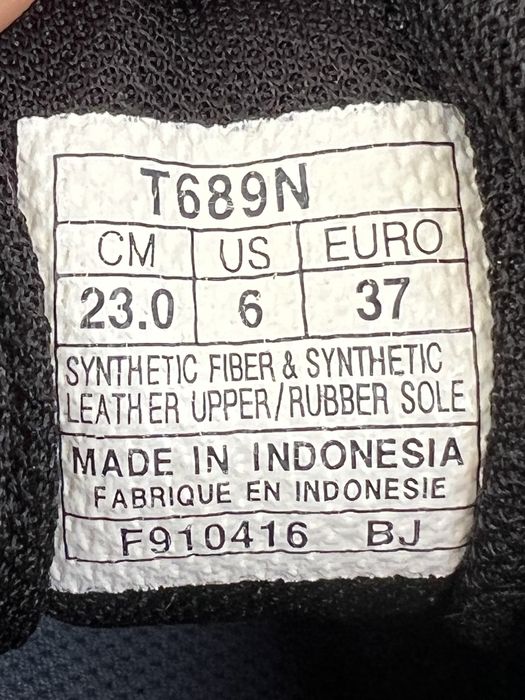 T689N
CM US EURO
23.0 6 37
SYNTHETIC FIBER & SYNTHETIC
LEATHER UPPER/RUBBER SOLE
MADE IN INDONESIA
FABRIQUE EN INDONESIE
F910416 BJ